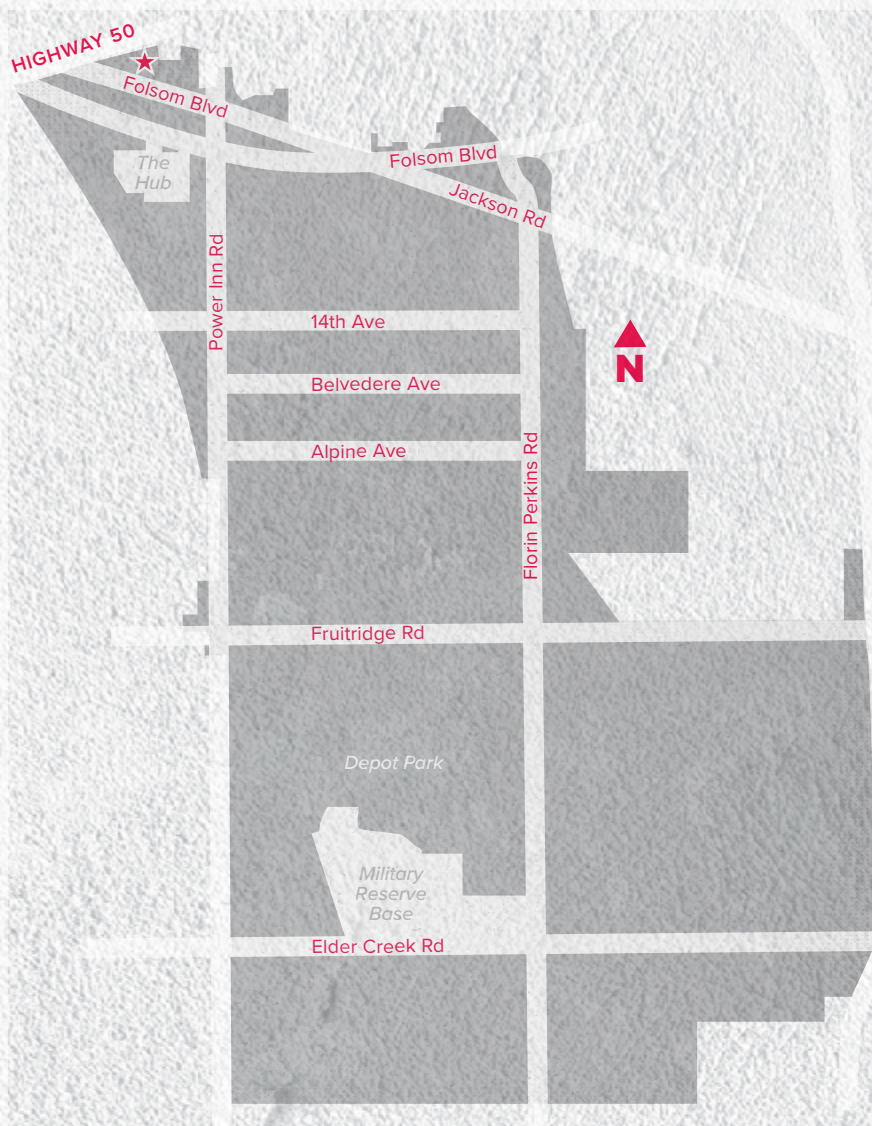 HIGHWAY 50
Folsom Blvd
Folsom Blvd
The
Hub
Jackson Rd
Power Inn Rd
14th Ave
N
Belvedere Ave
Alpine Ave
Florin Perkins Rd
Fruitridge Rd
Depot Park
Military
Reserve
Base
Elder Creek Rd